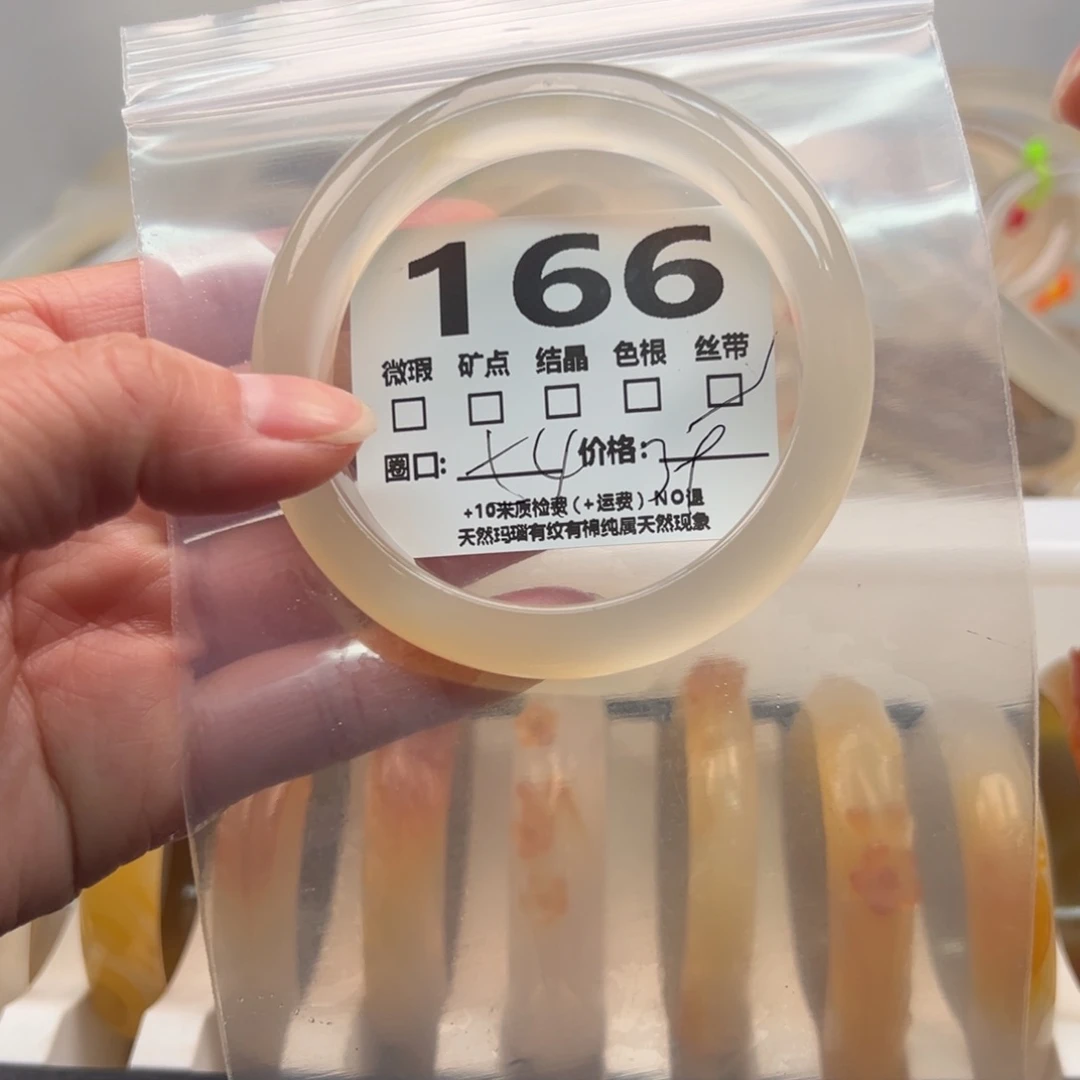 166
微瑕 矿点 结晶 色根 丝带
□ □ □ □ □
圈口: 价格:
+10来质检费(+运费)NO退
天然玛瑙有纹有棉纯属天然现象